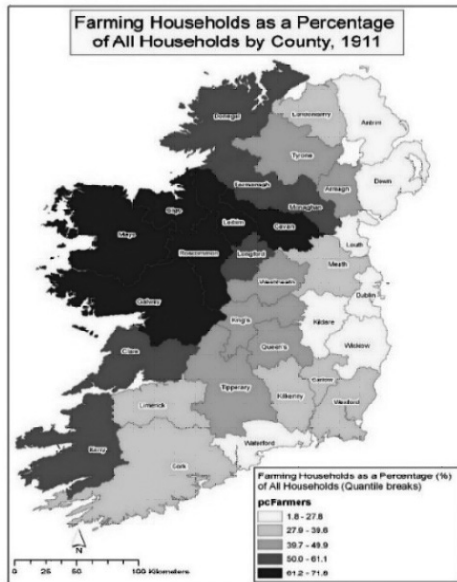 Farming Households as a Percentage
of All Households by County, 1911
Donegal
Londonderry
Antrim
Tyrone
Fermanagh
Armagh
Down
Monaghan
Sligo
Leitrim
Cavan
Mayo
Roscommon
Longford
Louth
Meath
Westmeath
Dublin
Galway
King's
Kildare
Queen's
Wicklow
Clare
Carlow
Tipperary
Limerick
Kilkenny
Wexford
Waterford
Kerry
Cork
Farming Households as a Percentage (%)
of All Households (Quantile breaks)
pcFarmers
1.8 - 27.8
27.9 - 39.6
39.7 - 49.9
50.0 - 61.1
61.2 - 71.8
N
0 25 50 100 Kilometers